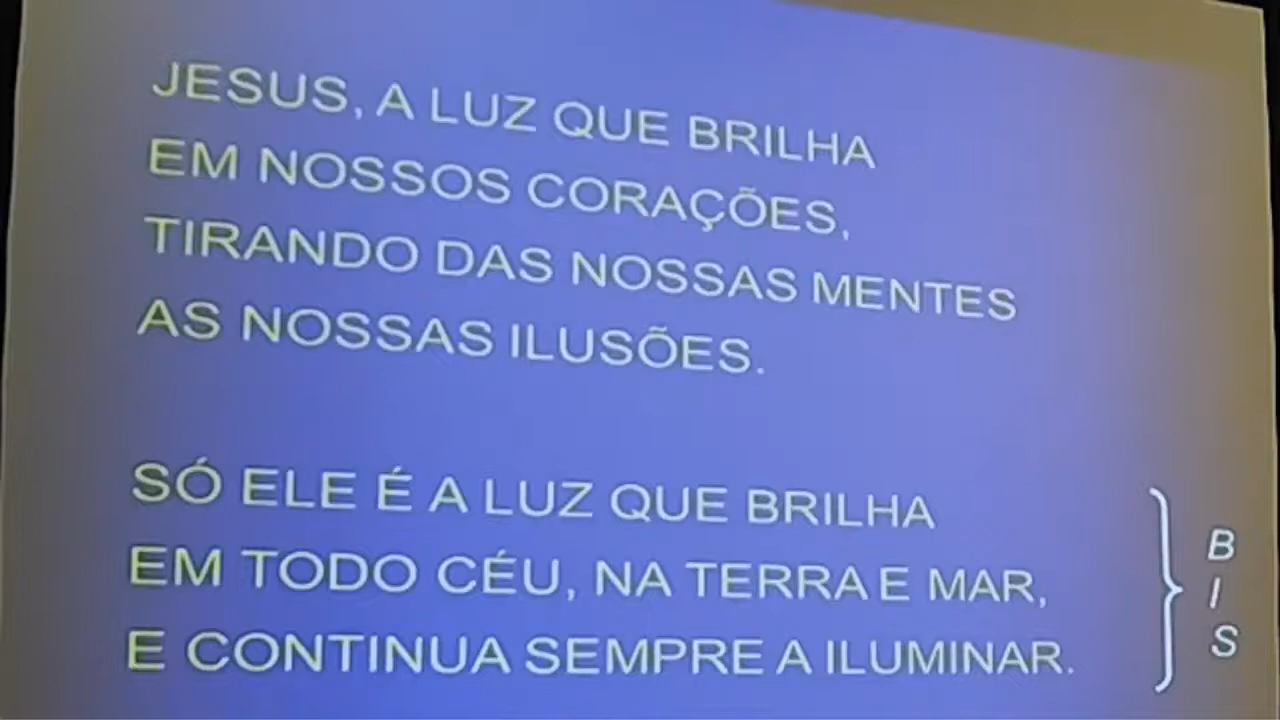 JESUS, A LUZ QUE BRILHA
EM NOSSOS CORAÇÕES,
TIRANDO DAS NOSSAS MENTES
AS NOSSAS ILUSÕES.
SÓ ELE É A LUZ QUE BRILHA
EM TODO CÉU, NA TERRA E MAR,
E CONTINUA SEMPRE A ILUMINAR.
BIS